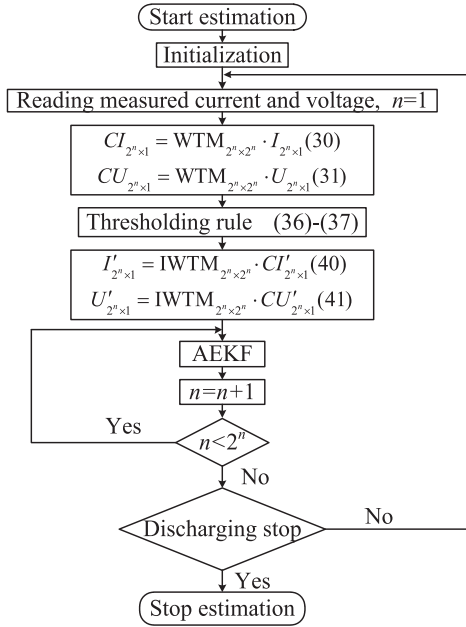 Start estimation
Initialization
Reading measured current and voltage, n=1
CI_{2^n×1} = WTM_{2^n×2^n} · I_{2^n×1}(30)
CU_{2^n×1} = WTM_{2^n×2^n} · U_{2^n×1}(31)
Thresholding rule (36)-(37)
I'_{2^n×1} = IWTM_{2^n×2^n} · CI'_{2^n×1}(40)
U'_{2^n×1} = IWTM_{2^n×2^n} · CU'_{2^n×1}(41)
AEKF
n=n+1
Yes
n<2^n
No
Discharging stop
No
Yes
Stop estimation